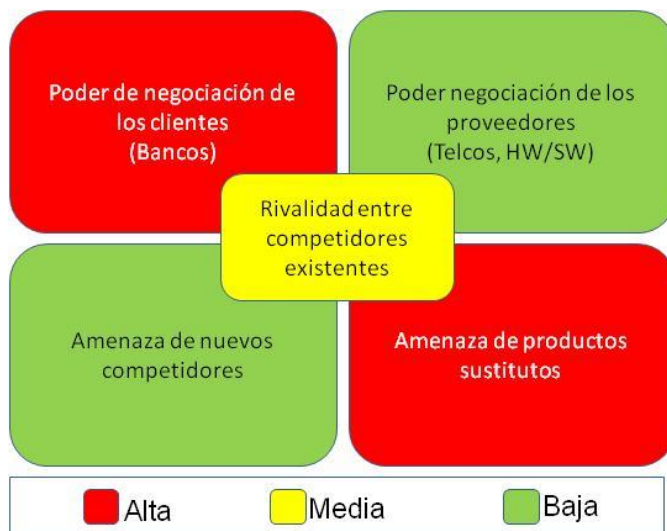 Poder de negociación de
los clientes
(Bancos)
Poder negociación de los
proveedores
(Telcos, HW/SW)
Rivalidad entre
competidores
existentes
Amenaza de nuevos
competidores
Amenaza de productos
sustitutos
Alta
Media
Baja